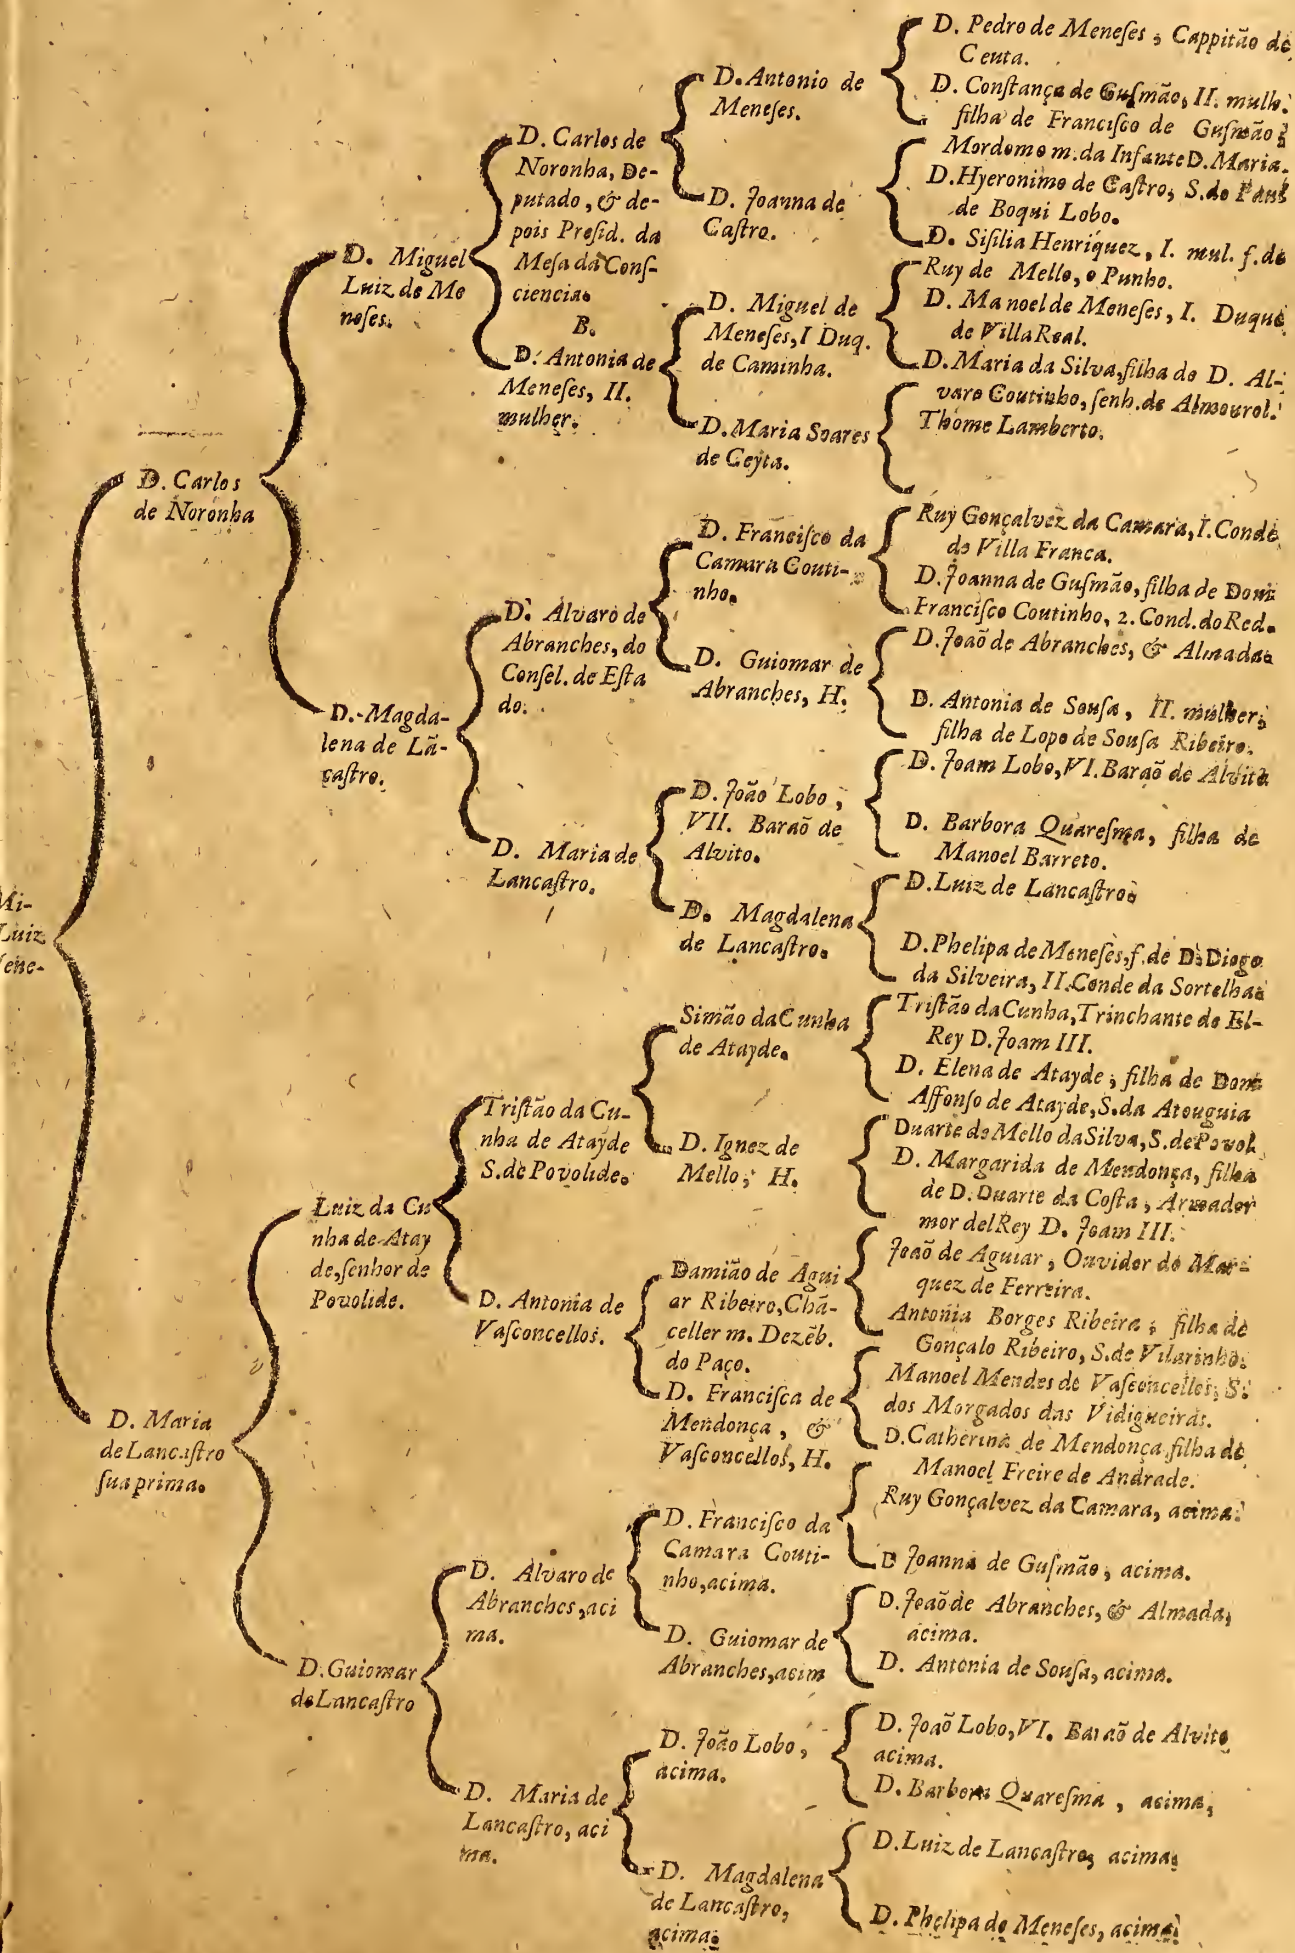 Mi-
Luiz
Mene-
D. Carlos
de Noronha
D. Maria
de Lancaſtro
ſua prima.
D. Miguel
Luiz de Me
neſes.
D. Magda-
lena de Lã-
çaſtro.
Luiz da Cu
nha de Atay
de, ſenhor de
Povolide.
D. Guiomar
de Lancaſtro
D. Carlos de
Noronha, De-
putado, & de-
pois Preſid. da
Meſa da Conſ-
ciencia.
B.
D. Antonia de
Meneſes, II.
mulher.
D. Alvaro de
Abranches, do
Conſel. de Eſta
do.
D. Maria de
Lancaſtro.
Triſtão da Cu-
nha de Atayde
S. de Povolide.
D. Antonia de
Vaſconcellos.
D. Alvaro de
Abranches, aci
ma.
D. Maria de
Lancaſtro, aci
ma.
D. Antonio de
Meneſes.
D. Joanna de
Caſtro.
D. Miguel de
Meneſes, I Duq.
de Caminha.
D. Maria Soares
de Ceyta.
D. Franciſco da
Camara Couti-
nho.
D. Guiomar de
Abranches, H.
D. João Lobo,
VII. Baraõ de
Alvito.
D. Magdalena
de Lancaſtro.
Simão da Cunha
de Atayde.
D. Ignez de
Mello, H.
Damião de Agui
ar Ribeiro, Chã-
celler m. Dezẽb.
do Paço.
D. Franciſca de
Mendonça, &
Vaſconcellos, H.
D. Franciſco da
Camara Couti-
nho, acima.
D. Guiomar de
Abranches, acim
D. João Lobo,
acima.
D. Magdalena
de Lancaſtro,
acima.
D. Pedro de Meneſes, Cappitão de
Ceuta.
D. Conſtança de Guſmão, II. mulh.
filha de Franciſco de Guſmão,
Mordomo m. da Infante D. Maria.
D. Hyeronimo de Caſtro, S. do Paul
de Boqui Lobo.
D. Siſilia Henriquez, I. mul. f. de
Ruy de Mello, o Punho.
D. Manoel de Meneſes, I. Duque
de Villa Real.
D. Maria da Silva, filha de D. Al-
varo Coutinho, ſenh. de Almourol.
Thome Lamberto.
Ruy Gonçalvez da Camara, I. Conde
de Villa Franca.
D. Joanna de Guſmão, filha de Dom
Franciſco Coutinho, 2. Cond. do Red.
D. Joaõ de Abranches, & Almada.
D. Antonia de Souſa, II. mulher,
filha de Lopo de Souſa Ribeiro.
D. Joam Lobo, VI. Baraõ de Alvito
D. Barbora Quareſma, filha de
Manoel Barreto.
D. Luiz de Lancaſtro.
D. Phelipa de Meneſes, f. de D. Diogo
da Silveira, II. Conde da Sortelha.
Triſtão da Cunha, Trinchante de El-
Rey D. Joam III.
D. Elena de Atayde, filha de Dom
Affonſo de Atayde, S. da Atouguia
Duarte de Mello da Silva, S. de Povol.
D. Margarida de Mendonça, filha
de D. Duarte da Coſta, Armador
mor del Rey D. Joam III.
Joaõ de Aguiar, Ouvidor do Mar-
quez de Ferreira.
Antonia Borges Ribeira, filha de
Gonçalo Ribeiro, S. de Vilarinho.
Manoel Mendes de Vaſconcellos, S.
dos Morgados das Vidigueiras.
D. Catherina de Mendonça filha de
Manoel Freire de Andrade.
Ruy Gonçalvez da Camara, acima.
D Joanna de Guſmão, acima.
D. Joaõ de Abranches, & Almada,
acima.
D. Antonia de Souſa, acima.
D. Joaõ Lobo, VI. Baraõ de Alvito
acima.
D. Barbora Quareſma, acima,
D. Luiz de Lancaſtro, acima.
D. Phelipa de Meneſes, acima.